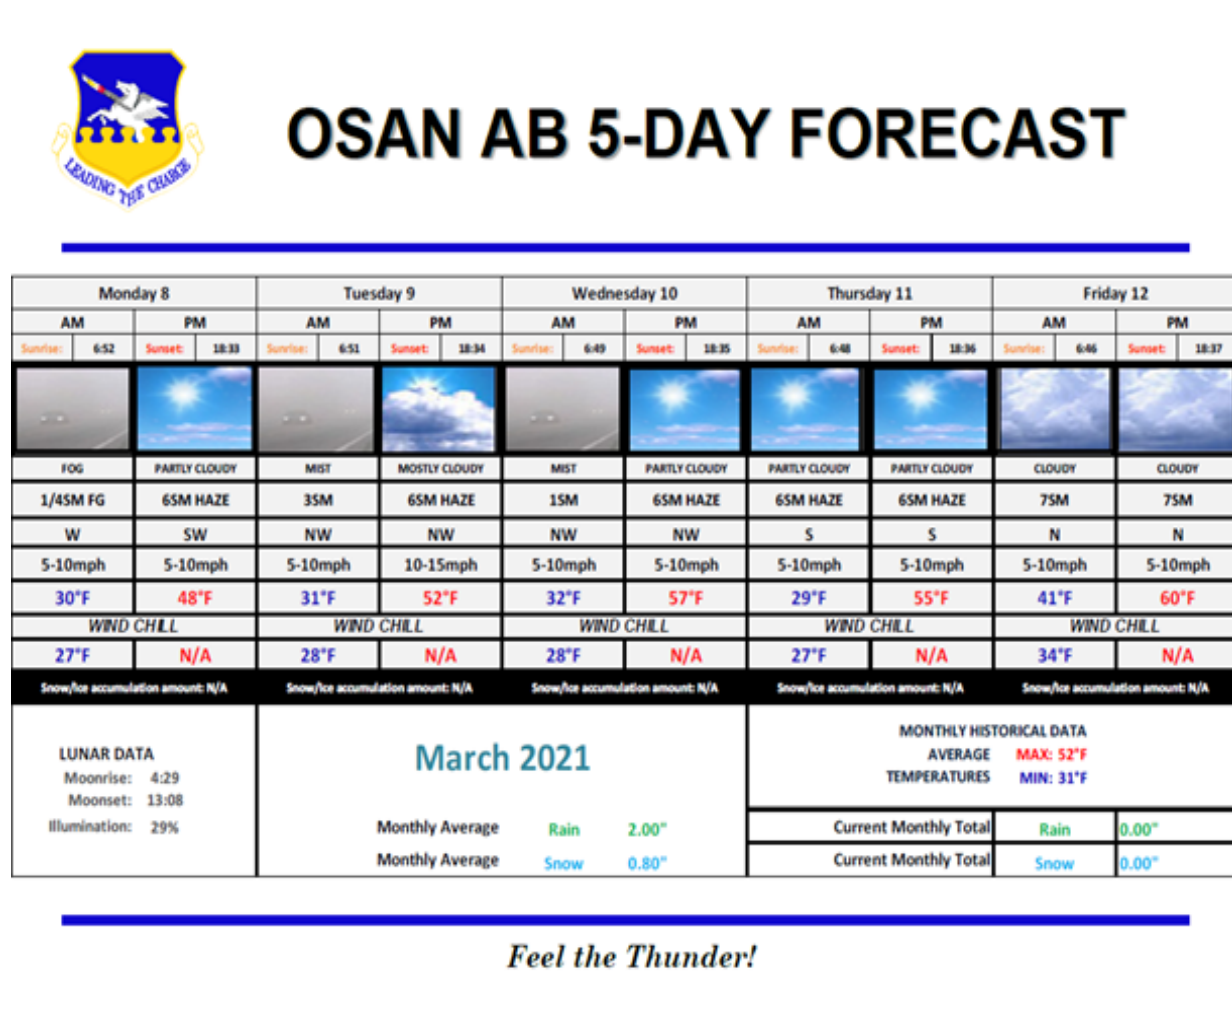 LEADING THE CHARGE
OSAN AB 5-DAY FORECAST
Monday 8 Tuesday 9 Wednesday 10 Thursday 11 Friday 12
AM PM AM PM AM PM AM PM AM PM
Sunrise: 6:52 Sunset: 18:33 Sunrise: 6:51 Sunset: 18:34 Sunrise: 6:49 Sunset: 18:35 Sunrise: 6:48 Sunset: 18:36 Sunrise: 6:46 Sunset: 18:37
FOG PARTLY CLOUDY MIST MOSTLY CLOUDY MIST PARTLY CLOUDY PARTLY CLOUDY PARTLY CLOUDY CLOUDY CLOUDY
1/4SM FG 6SM HAZE 3SM 6SM HAZE 1SM 6SM HAZE 6SM HAZE 6SM HAZE 7SM 7SM
W SW NW NW NW NW S S N N
5-10mph 5-10mph 5-10mph 10-15mph 5-10mph 5-10mph 5-10mph 5-10mph 5-10mph 5-10mph
30°F 48°F 31°F 52°F 32°F 57°F 29°F 55°F 41°F 60°F
WIND CHILL WIND CHILL WIND CHILL WIND CHILL WIND CHILL
27°F N/A 28°F N/A 28°F N/A 27°F N/A 34°F N/A
Snow/Ice accumulation amount: N/A Snow/Ice accumulation amount: N/A Snow/Ice accumulation amount: N/A Snow/Ice accumulation amount: N/A Snow/Ice accumulation amount: N/A
LUNAR DATA
Moonrise: 4:29
Moonset: 13:08
Illumination: 29%
March 2021
Monthly Average Rain 2.00"
Monthly Average Snow 0.80"
MONTHLY HISTORICAL DATA
AVERAGE MAX: 52°F
TEMPERATURES MIN: 31°F
Current Monthly Total Rain 0.00"
Current Monthly Total Snow 0.00"
Feel the Thunder!